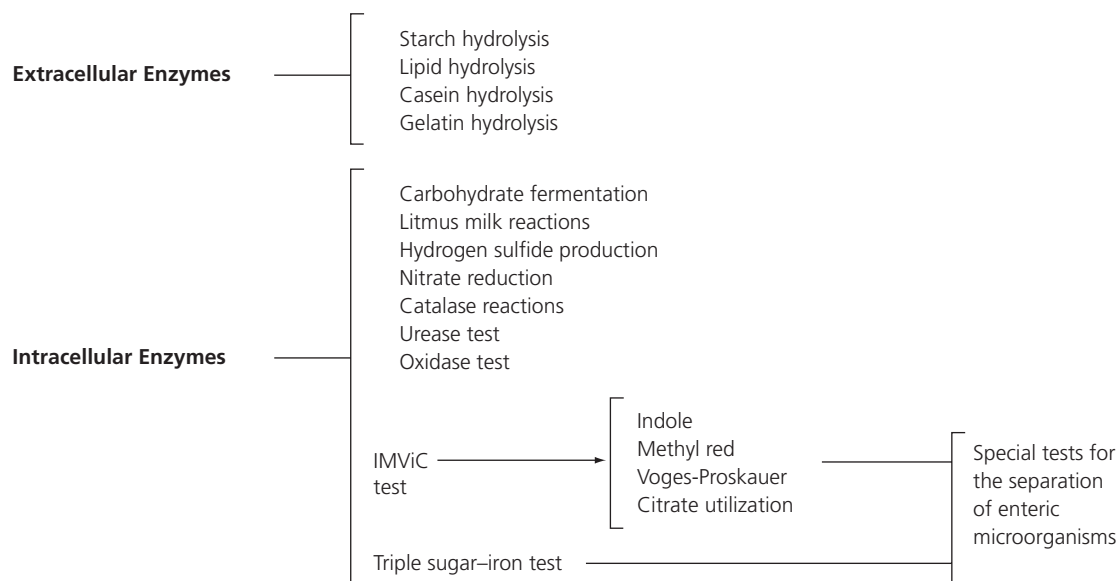 Extracellular Enzymes
Starch hydrolysis
Lipid hydrolysis
Casein hydrolysis
Gelatin hydrolysis
Intracellular Enzymes
Carbohydrate fermentation
Litmus milk reactions
Hydrogen sulfide production
Nitrate reduction
Catalase reactions
Urease test
Oxidase test
IMViC
test
Indole
Methyl red
Voges-Proskauer
Citrate utilization
Triple sugar–iron test
Special tests for
the separation
of enteric
microorganisms